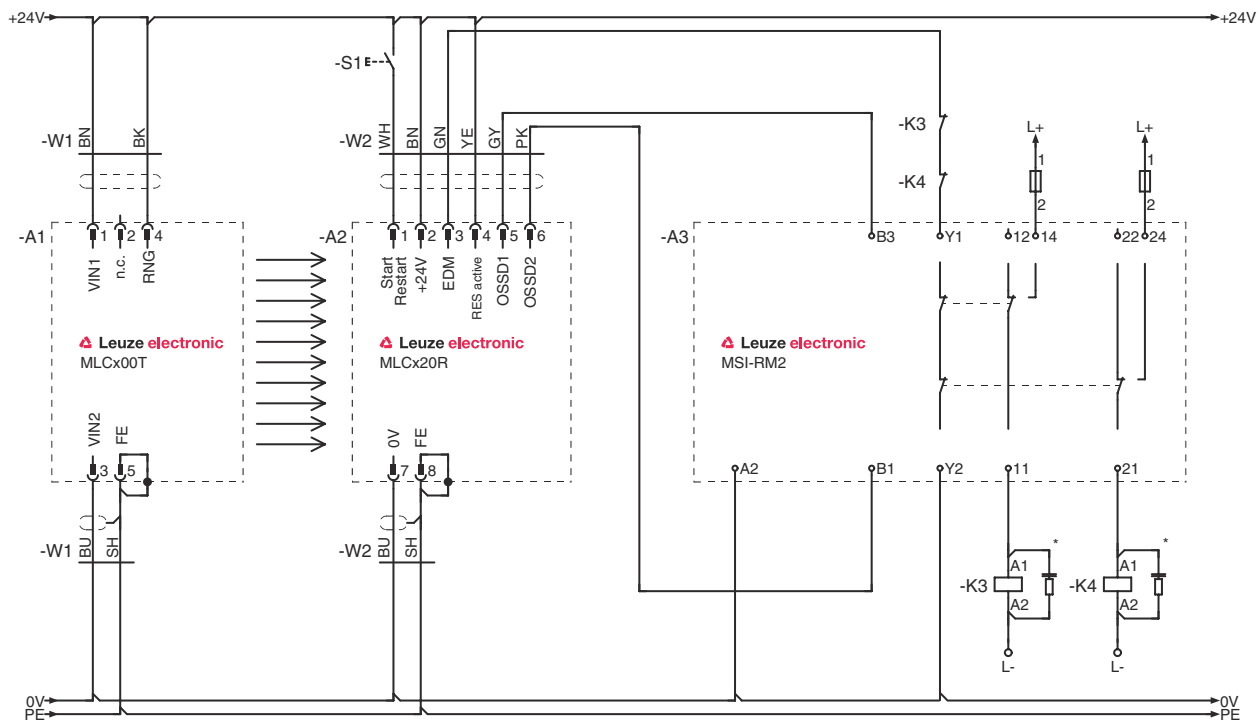 +24V
+24V
-S1
-W1
BN
BK
-W2
WH
BN
GN
YE
GY
PK
-K3
-K4
L+
1
2
L+
1
2
-A1
1
2
4
VIN1
n.c.
RNG
-A2
1
2
3
4
5
6
Start
Restart
+24V
EDM
RES active
OSSD1
OSSD2
-A3
B3
Y1
12
14
22
24
Leuze electronic
MLCx00T
Leuze electronic
MLCx20R
Leuze electronic
MSI-RM2
VIN2
FE
3
5
0V
FE
7
8
A2
B1
Y2
11
21
-W1
BU
SH
-W2
BU
SH
-K3
A1
A2
*
L-
-K4
A1
A2
*
L-
0V
0V
PE
PE